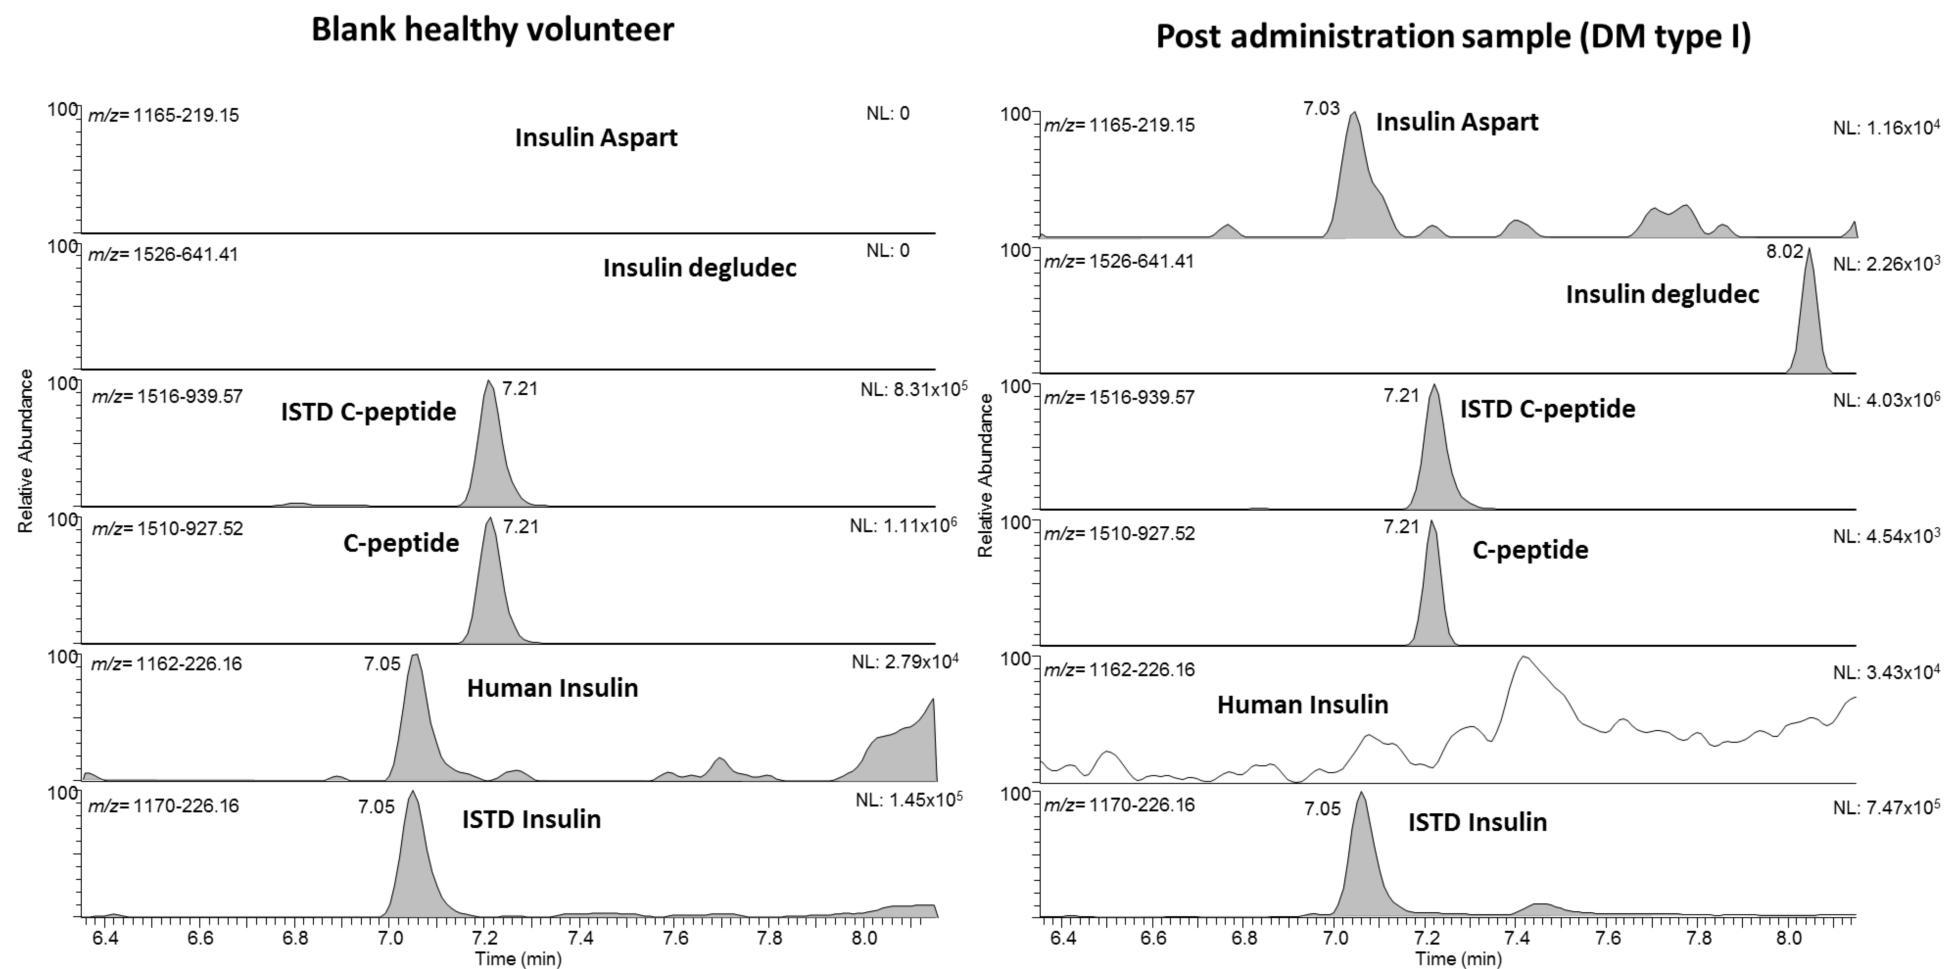 Blank healthy volunteer
100
m/z= 1165-219.15
Insulin Aspart
NL: 0
100
m/z= 1526-641.41
Insulin degludec
NL: 0
100
m/z= 1516-939.57
ISTD C-peptide
7.21
NL: 8.31x10⁵
100
m/z= 1510-927.52
C-peptide
7.21
NL: 1.11x10⁶
100
m/z= 1162-226.16
7.05
Human Insulin
NL: 2.79x10⁴
100
m/z= 1170-226.16
7.05
ISTD Insulin
NL: 1.45x10⁵
Relative Abundance
6.4 6.6 6.8 7.0 7.2 7.4 7.6 7.8 8.0
Time (min)
Post administration sample (DM type I)
100
m/z= 1165-219.15
7.03
Insulin Aspart
NL: 1.16x10⁴
100
m/z= 1526-641.41
Insulin degludec
8.02
NL: 2.26x10³
100
m/z= 1516-939.57
7.21
ISTD C-peptide
NL: 4.03x10⁶
100
m/z= 1510-927.52
7.21
C-peptide
NL: 4.54x10³
100
m/z= 1162-226.16
Human Insulin
NL: 3.43x10⁴
100
m/z= 1170-226.16
7.05
ISTD Insulin
NL: 7.47x10⁵
Relative Abundance
6.4 6.6 6.8 7.0 7.2 7.4 7.6 7.8 8.0
Time (min)